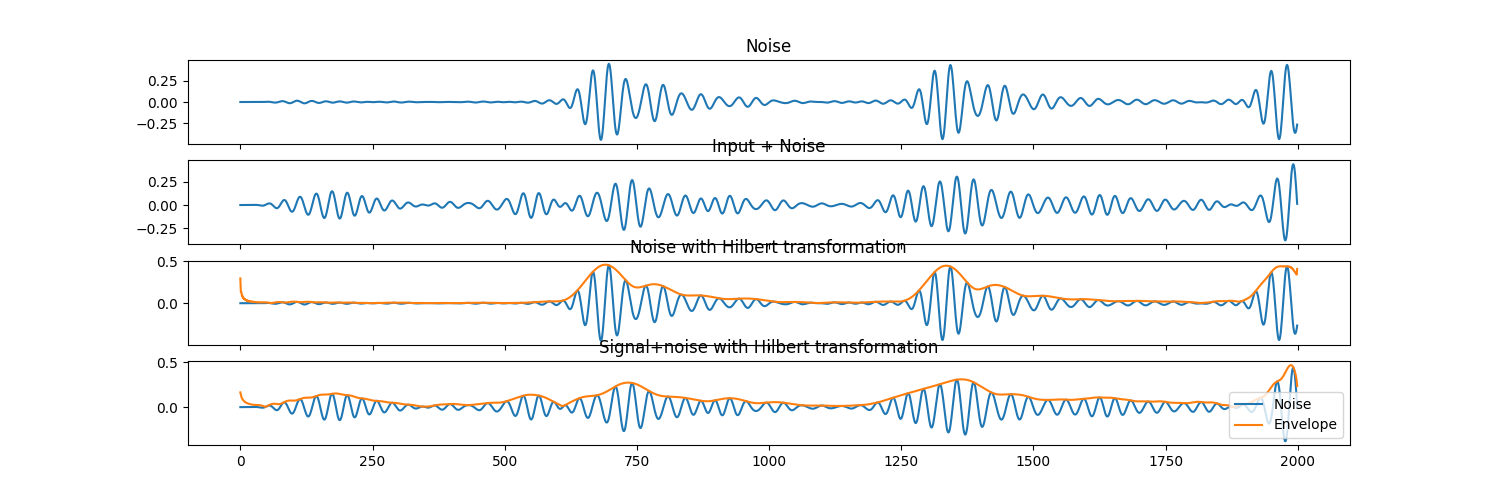 Noise
0.25
0.00
−0.25
Input + Noise
0.25
0.00
−0.25
Noise with Hilbert transformation
0.5
0.0
Signal+noise with Hilbert transformation
0.5
0.0
Noise
Envelope
0 250 500 750 1000 1250 1500 1750 2000